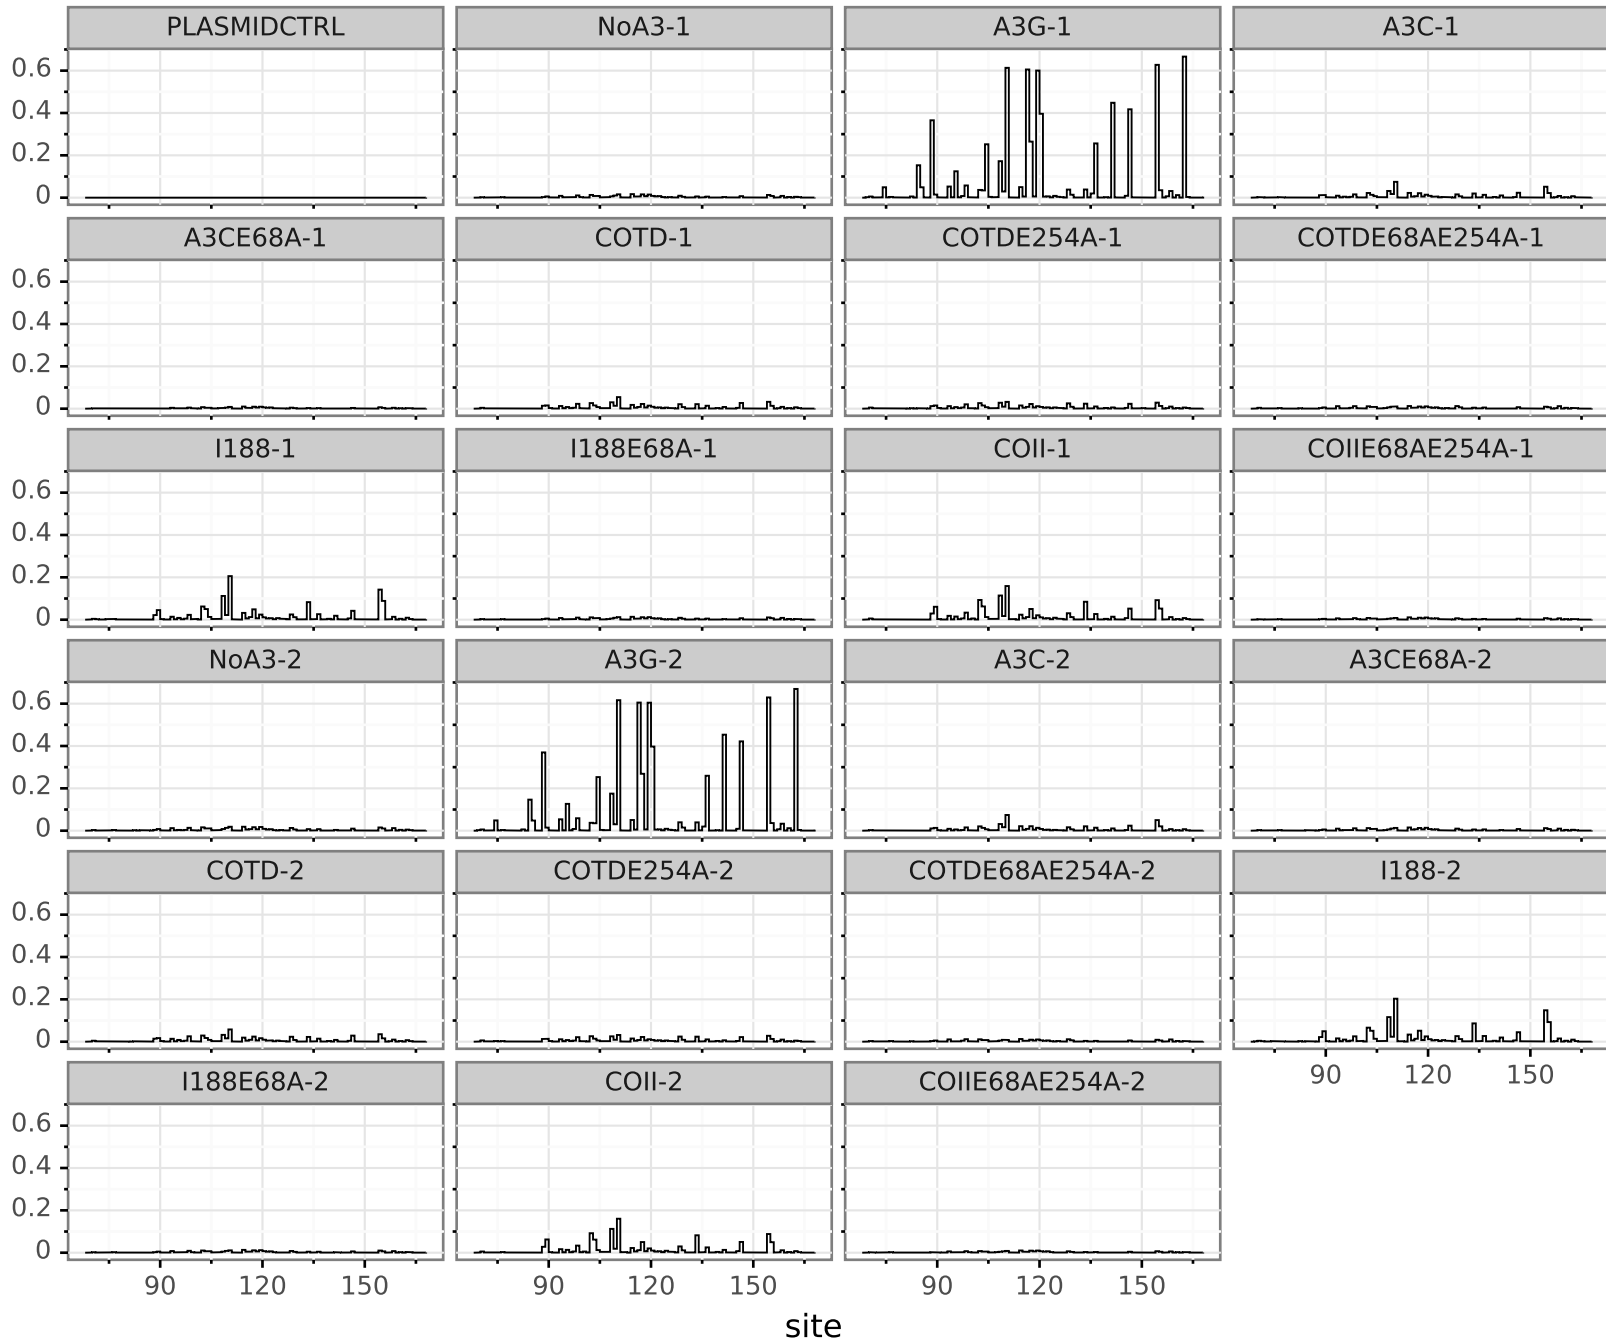 PLASMIDCTRL NoA3-1 A3G-1 A3C-1
0.6
0.4
0.2
0
A3CE68A-1 COTD-1 COTDE254A-1 COTDE68AE254A-1
0.6
0.4
0.2
0
I188-1 I188E68A-1 COII-1 COIIE68AE254A-1
0.6
0.4
0.2
0
NoA3-2 A3G-2 A3C-2 A3CE68A-2
0.6
0.4
0.2
0
COTD-2 COTDE254A-2 COTDE68AE254A-2 I188-2
0.6
0.4
0.2
0
90 120 150
I188E68A-2 COII-2 COIIE68AE254A-2
0.6
0.4
0.2
0
90 120 150 90 120 150 90 120 150
site